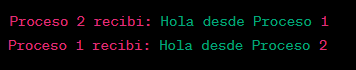 Proceso 2 recibi: Hola desde Proceso 1
Proceso 1 recibi: Hola desde Proceso 2